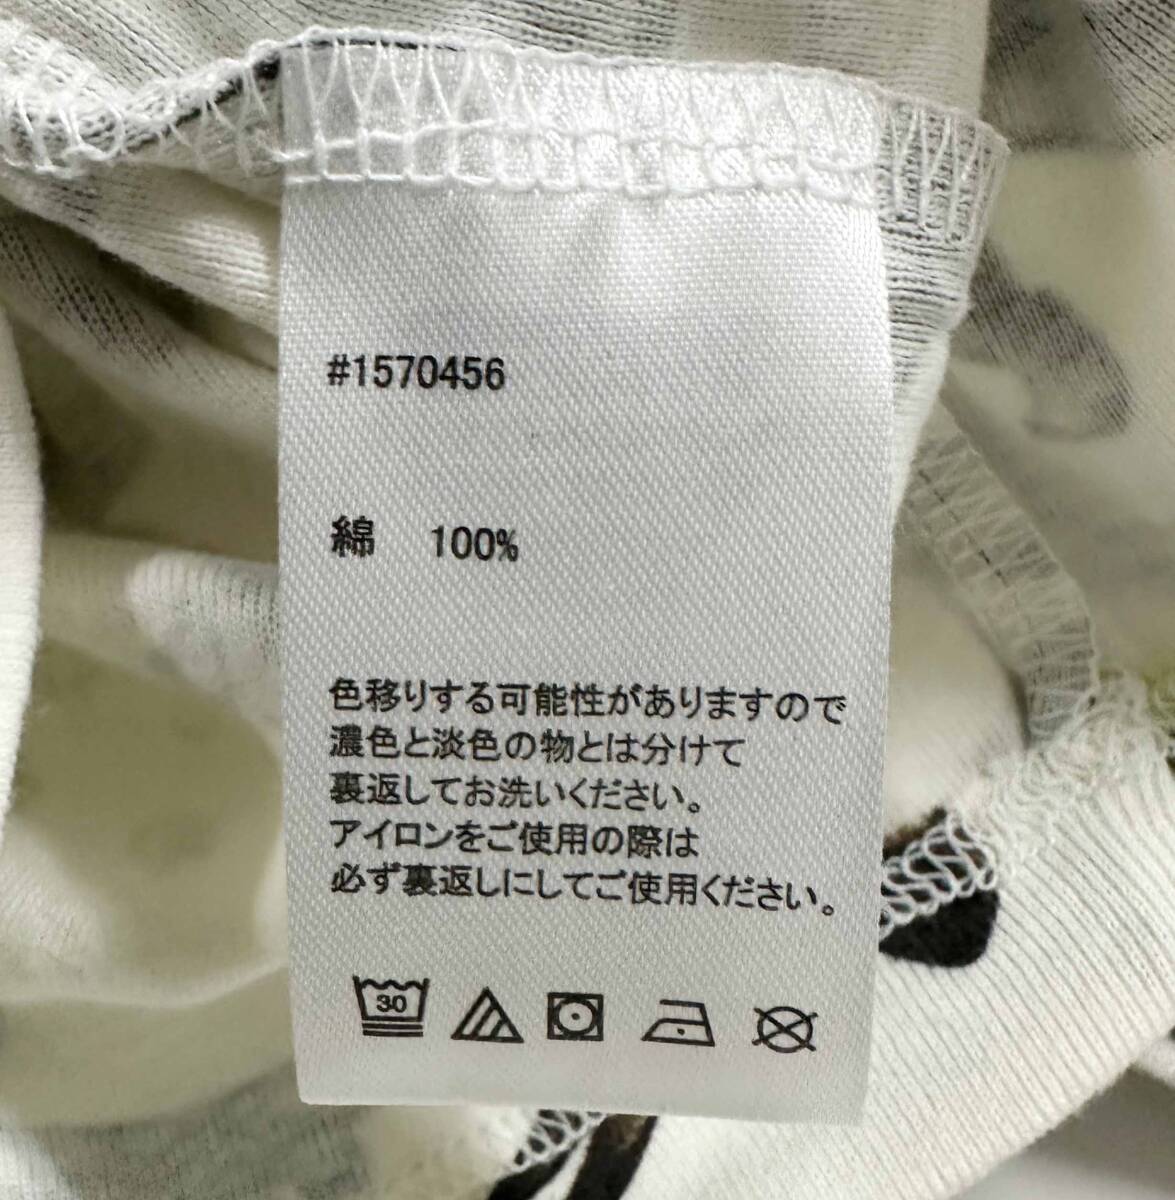 #1570456
綿 100%
色移りする可能性がありますので
濃色と淡色の物とは分けて
裏返してお洗いください。
アイロンをご使用の際は
必ず裏返しにしてご使用ください。
30